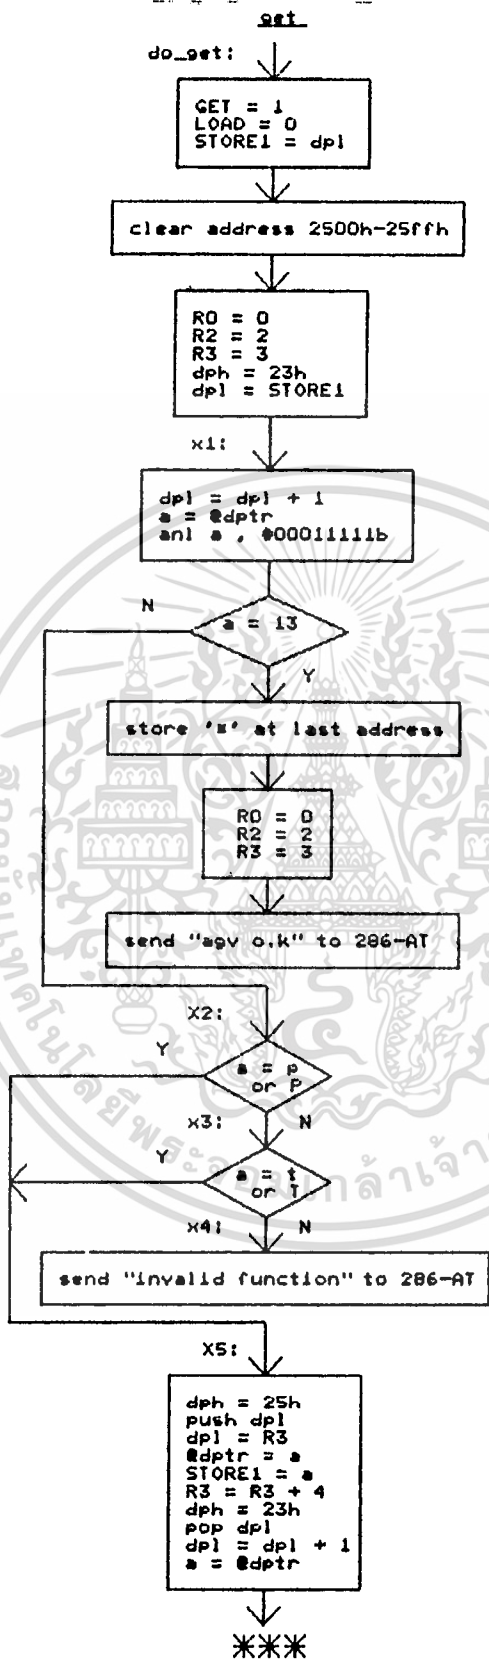 get
do_get:
GET = 1
LOAD = 0
STORE1 = dpl
clear address 2500h-25ffh
R0 = 0
R2 = 2
R3 = 3
dph = 23h
dpl = STORE1
x1:
dpl = dpl + 1
a = @dptr
anl a , #00011111b
N
a = 13
Y
store '*' at last address
R0 = 0
R2 = 2
R3 = 3
send "agv o.k" to 286-AT
X2:
Y
a = p
or P
x3:
N
Y
a = t
or T
x4:
N
send "invalid function" to 286-AT
X5:
dph = 25h
push dpl
dpl = R3
@dptr = a
STORE1 = a
R3 = R3 + 4
dph = 23h
pop dpl
dpl = dpl + 1
a = @dptr
***